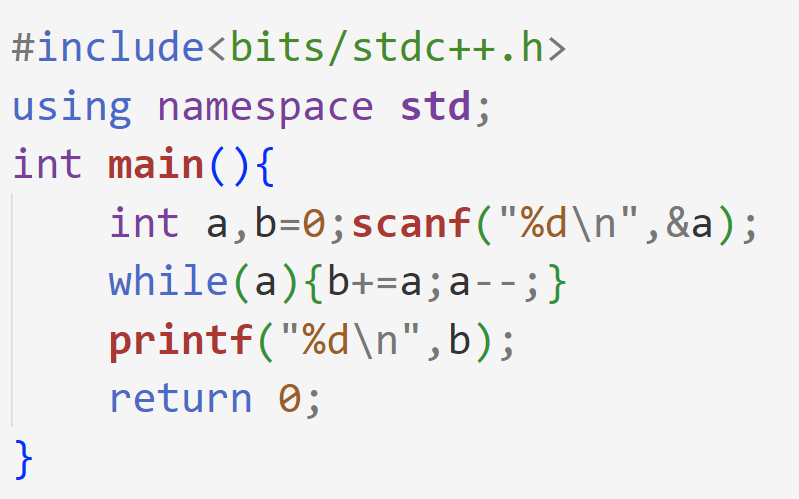 #include<bits/stdc++.h>
using namespace std;
int main(){
    int a,b=0;scanf("%d\n",&a);
    while(a){b+=a;a--;}
    printf("%d\n",b);
    return 0;
}